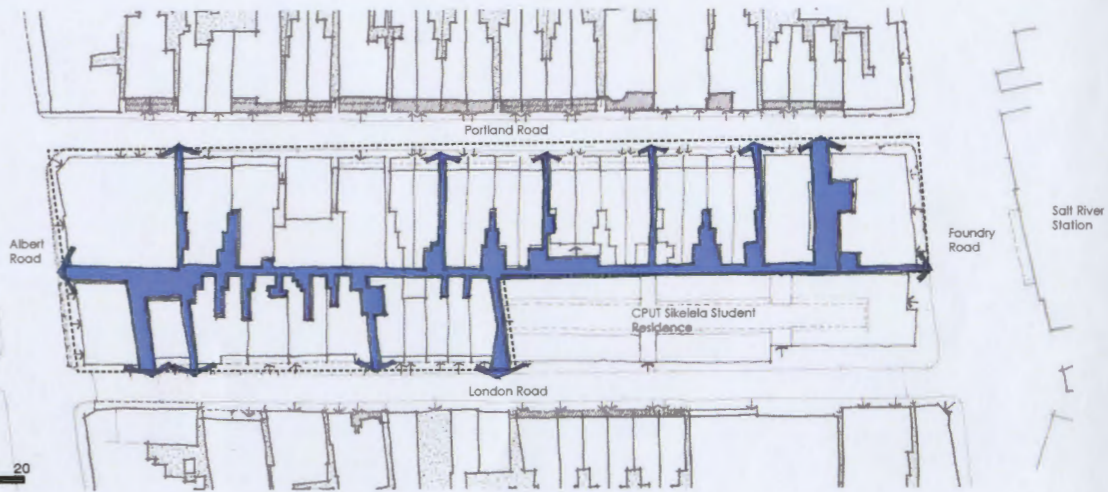 Portland Road
Albert
Road
Foundry
Road
Salt River
Station
CPUT Sikelela Student
Residence
London Road
20